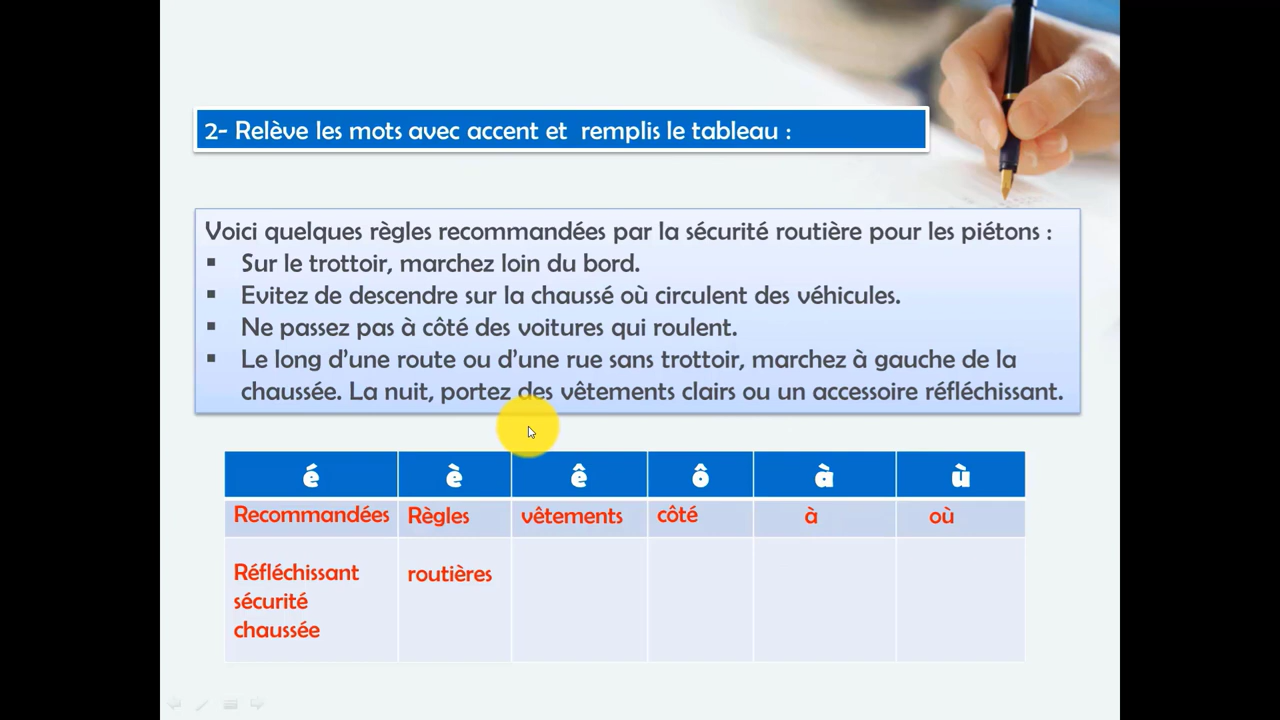 2- Relève les mots avec accent et remplis le tableau :
Voici quelques règles recommandées par la sécurité routière pour les piétons :
▪ Sur le trottoir, marchez loin du bord.
▪ Evitez de descendre sur la chaussé où circulent des véhicules.
▪ Ne passez pas à côté des voitures qui roulent.
▪ Le long d'une route ou d'une rue sans trottoir, marchez à gauche de la
chaussée. La nuit, portez des vêtements clairs ou un accessoire réfléchissant.
é è ê ô à ù
Recommandées Règles vêtements côté à où
Réfléchissant routières
sécurité
chaussée